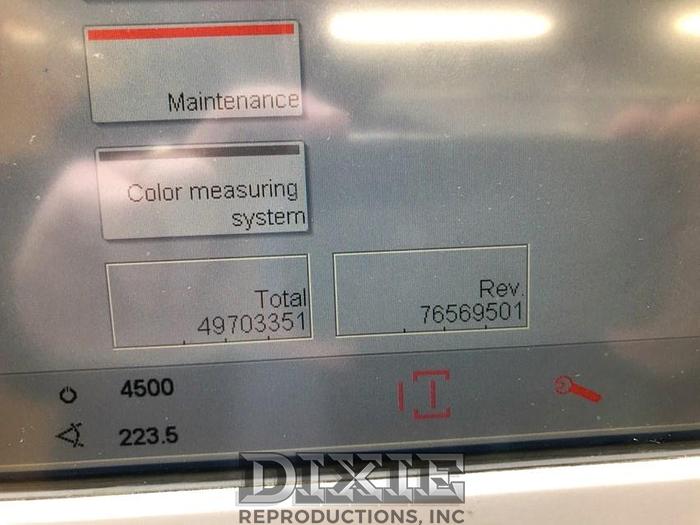 Maintenance
Color measuring
system
Total
49703351
Rev.
76569501
4500
223.5
DIXIE
REPRODUCTIONS, INC